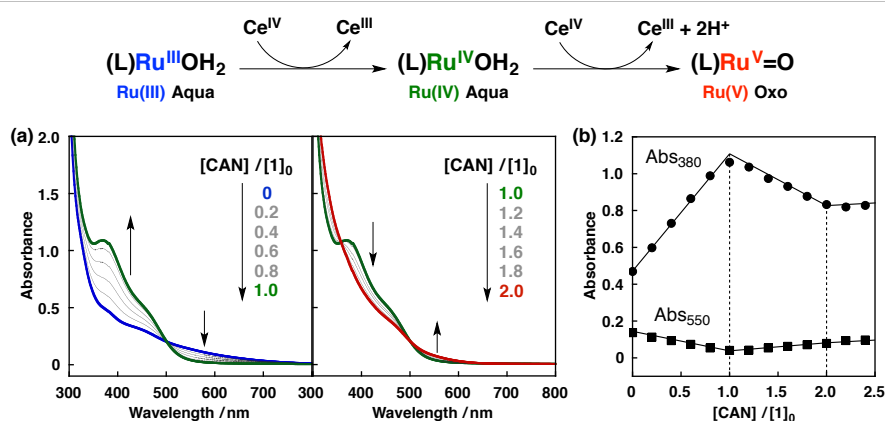 Ce^IV Ce^III Ce^IV Ce^III + 2H⁺
(L)Ru^IIIOH₂ (L)Ru^IVOH₂ (L)Ru^V=O
Ru(III) Aqua Ru(IV) Aqua Ru(V) Oxo
(a)
2.0
1.5
1.0
0.5
0
Absorbance
[CAN] / [1]₀
0
0.2
0.4
0.6
0.8
1.0
300 400 500 600 700
Wavelength / nm
[CAN] / [1]₀
1.0
1.2
1.4
1.6
1.8
2.0
300 400 500 600 700 800
Wavelength / nm
(b)
1.2
1.0
0.8
0.6
0.4
0.2
0
Absorbance
Abs₃₈₀
Abs₅₅₀
0 0.5 1.0 1.5 2.0 2.5
[CAN] / [1]₀